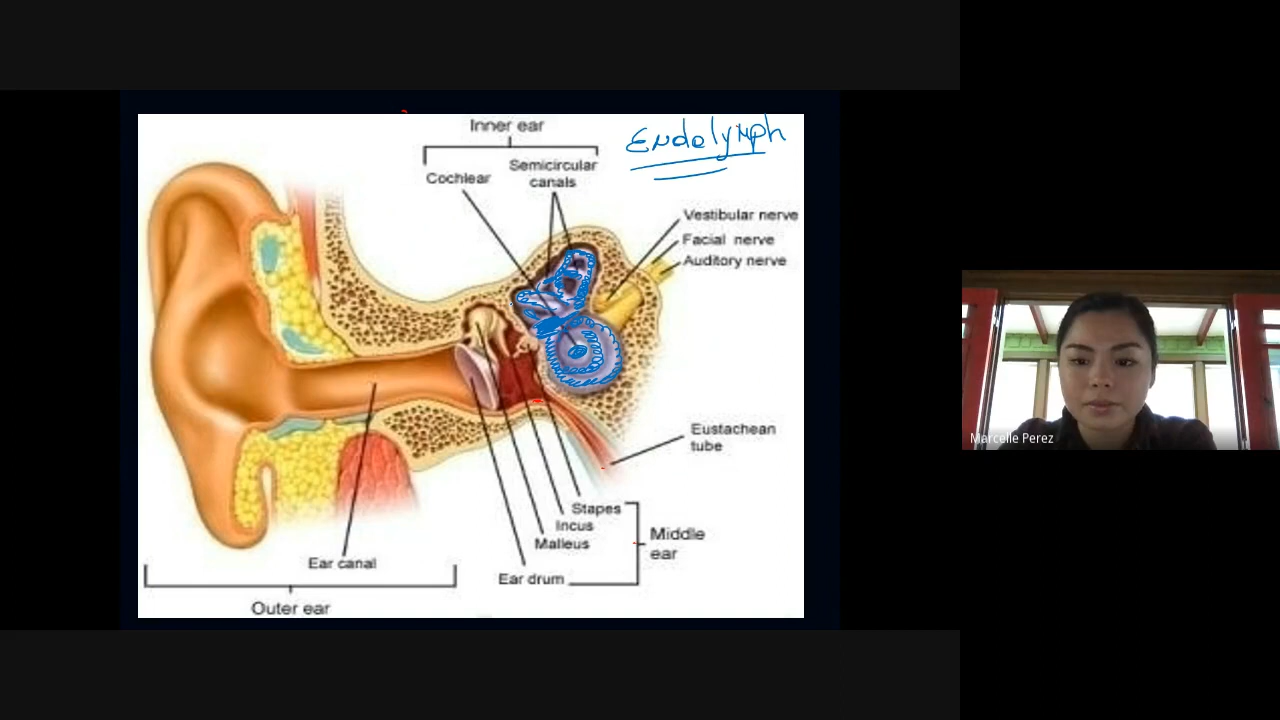 Inner ear
Endolymph
Semicircular
canals
Cochlear
Vestibular nerve
Facial nerve
Auditory nerve
Eustachean
tube
Stapes
Incus
Malleus
Middle
ear
Ear canal
Ear drum
Outer ear
Marcelle Perez